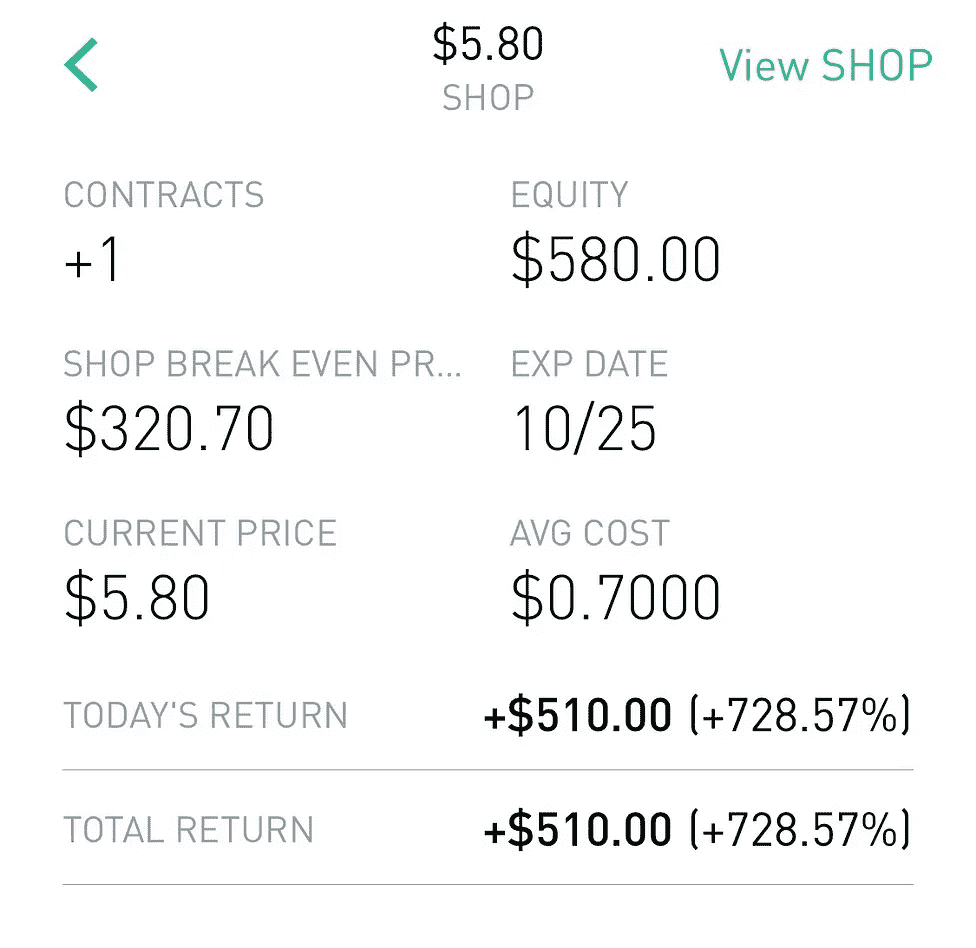 $5.80
SHOP
View SHOP
CONTRACTS
EQUITY
+1
$580.00
SHOP BREAK EVEN PR...
EXP DATE
$320.70
10/25
CURRENT PRICE
AVG COST
$5.80
$0.7000
TODAY'S RETURN
+$510.00 (+728.57%)
TOTAL RETURN
+$510.00 (+728.57%)